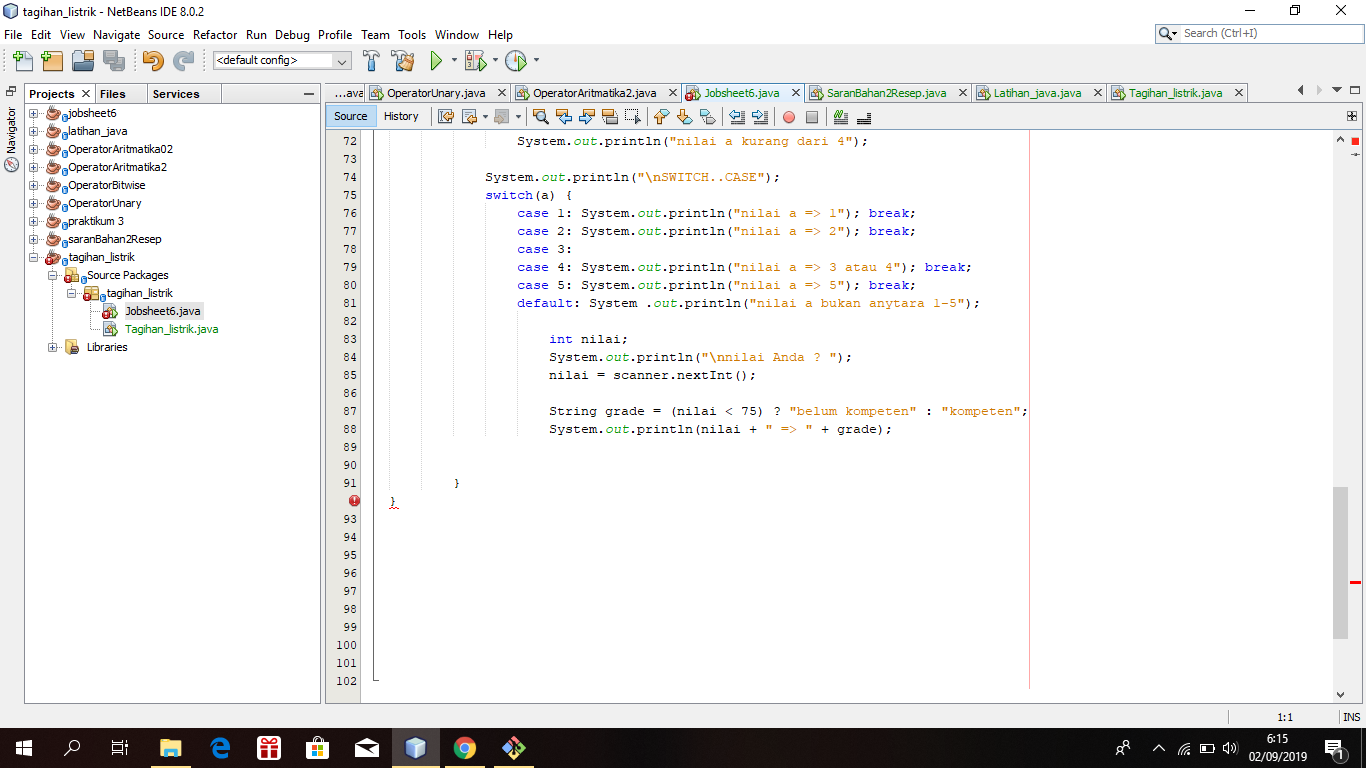 tagihan_listrik - NetBeans IDE 8.0.2
File Edit View Navigate Source Refactor Run Debug Profile Team Tools Window Help
Search (Ctrl+I)
<default config>
Projects Files Services
Navigator
jobsheet6
latihan_java
OperatorAritmatika02
OperatorAritmatika2
OperatorBitwise
OperatorUnary
praktikum 3
saranBahan2Resep
tagihan_listrik
Source Packages
tagihan_listrik
Jobsheet6.java
Tagihan_listrik.java
Libraries
...ava OperatorUnary.java OperatorAritmatika2.java Jobsheet6.java SaranBahan2Resep.java Latihan_java.java Tagihan_listrik.java
Source History
72 System.out.println("nilai a kurang dari 4");
73
74 System.out.println("\nSWITCH..CASE");
75 switch(a) {
76 case 1: System.out.println("nilai a => 1"); break;
77 case 2: System.out.println("nilai a => 2"); break;
78 case 3:
79 case 4: System.out.println("nilai a => 3 atau 4"); break;
80 case 5: System.out.println("nilai a => 5"); break;
81 default: System .out.println("nilai a bukan anytara 1-5");
82
83 int nilai;
84 System.out.println("\nnilai Anda ? ");
85 nilai = scanner.nextInt();
86
87 String grade = (nilai < 75) ? "belum kompeten" : "kompeten";
88 System.out.println(nilai + " => " + grade);
89
90
91 }
}
93
94
95
96
97
98
99
100
101
102
1:1 INS
6:15
02/09/2019
1